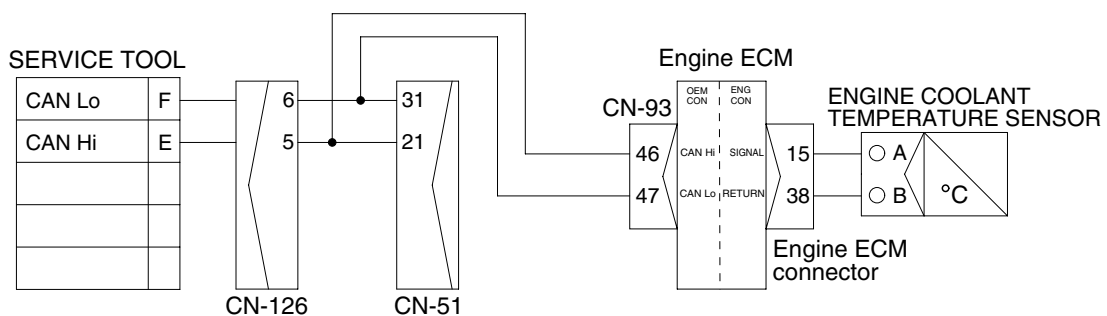 SERVICE TOOL
CAN Lo F
CAN Hi E
6
5
CN-126
31
21
CN-51
Engine ECM
CN-93
OEM CON
ENG CON
46 CAN Hi SIGNAL 15
47 CAN Lo RETURN 38
Engine ECM
connector
ENGINE COOLANT
TEMPERATURE SENSOR
A
B
°C